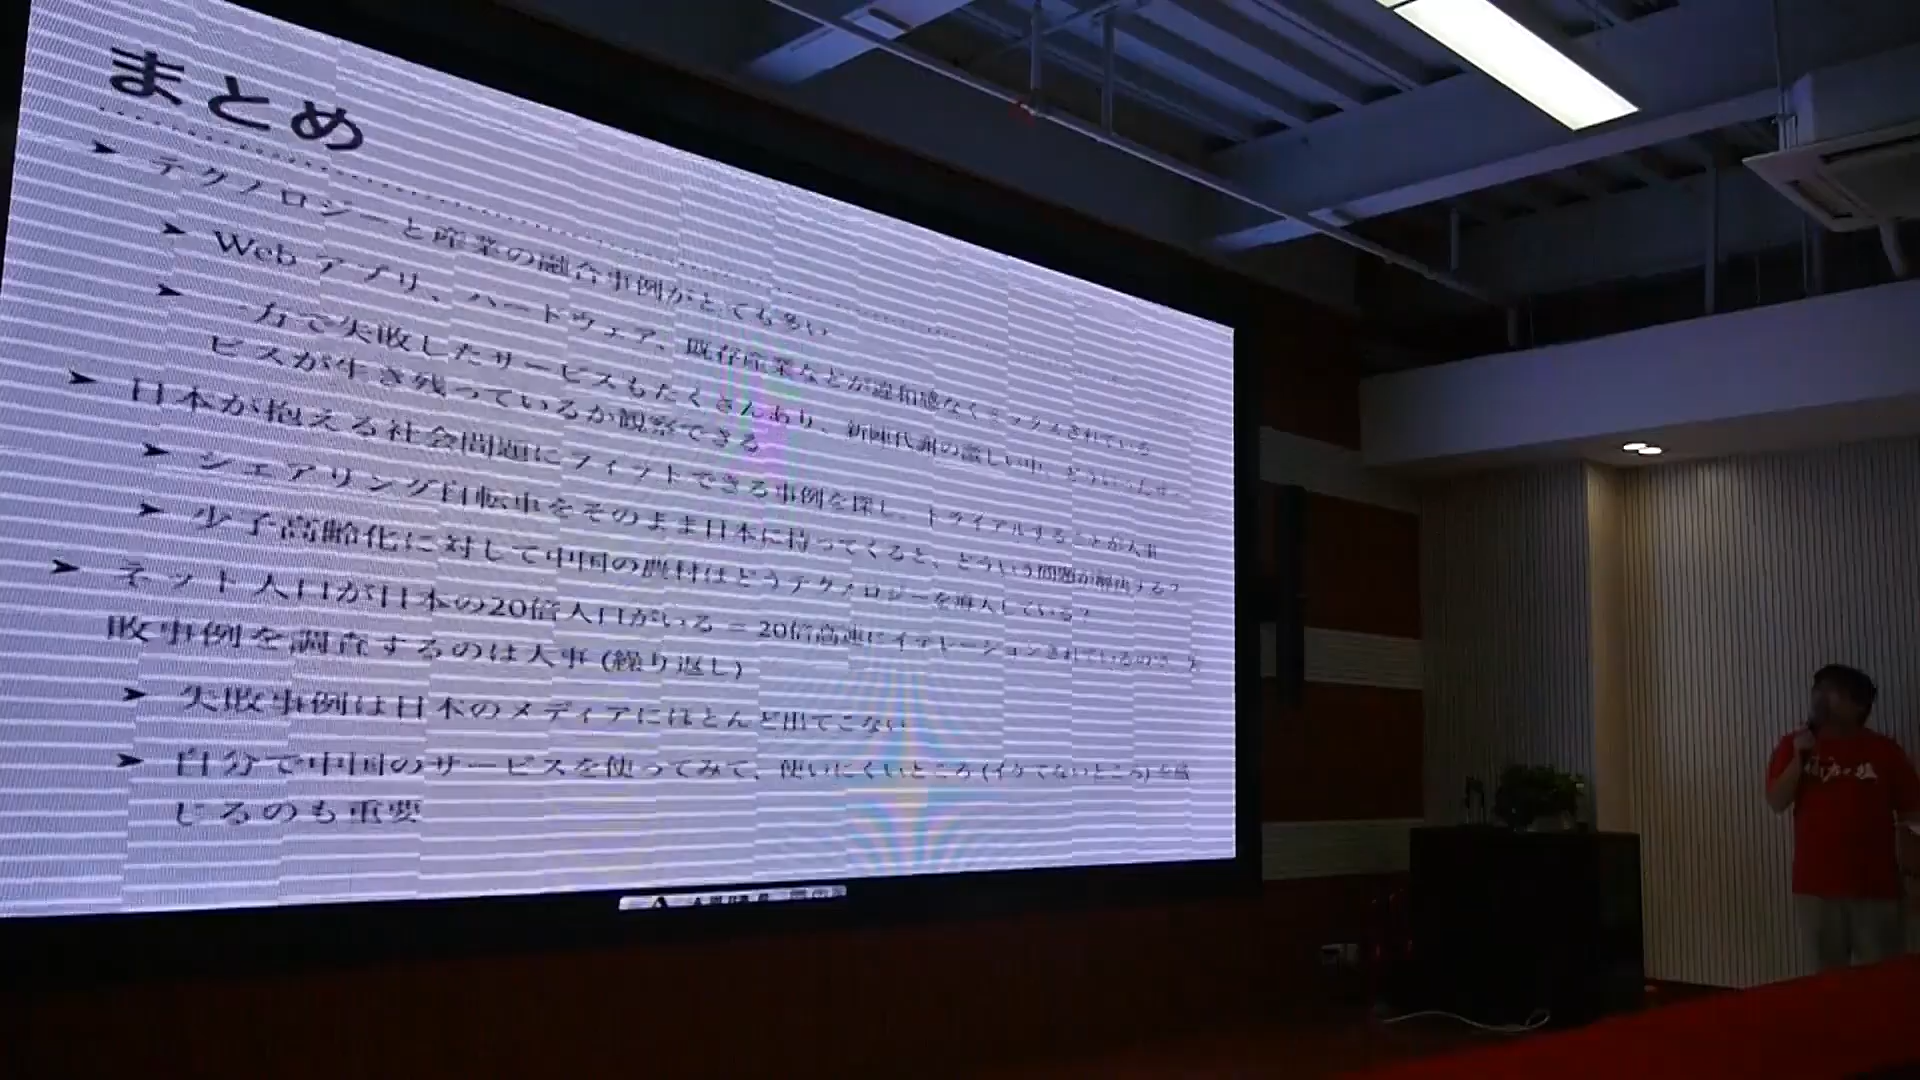 まとめ
テクノロジーと産業の融合事例がとても多い
Web アプリ、ハードウェア、既存産業などが違和感なくミックスされている
一方で失敗したサービスもたくさんあり、新陳代謝の激しい中、どういったサー
ビスが生き残っているか観察できる
日本が抱える社会問題にフィットできる事例を探し、トライアルすることが大事
シェアリング自転車をそのまま日本に持ってくると、どういう問題が解決する?
少子高齢化に対して中国の農村はどうテクノロジーを導入している?
ネット人口が日本の20倍人口がいる = 20倍高速にイテレーションされているので、失
敗事例を調査するのは大事 (繰り返し)
失敗事例は日本のメディアにほとんど出てこない
自分で中国のサービスを使ってみて、使いにくいところ (イケてないところ) を感
じるのも重要